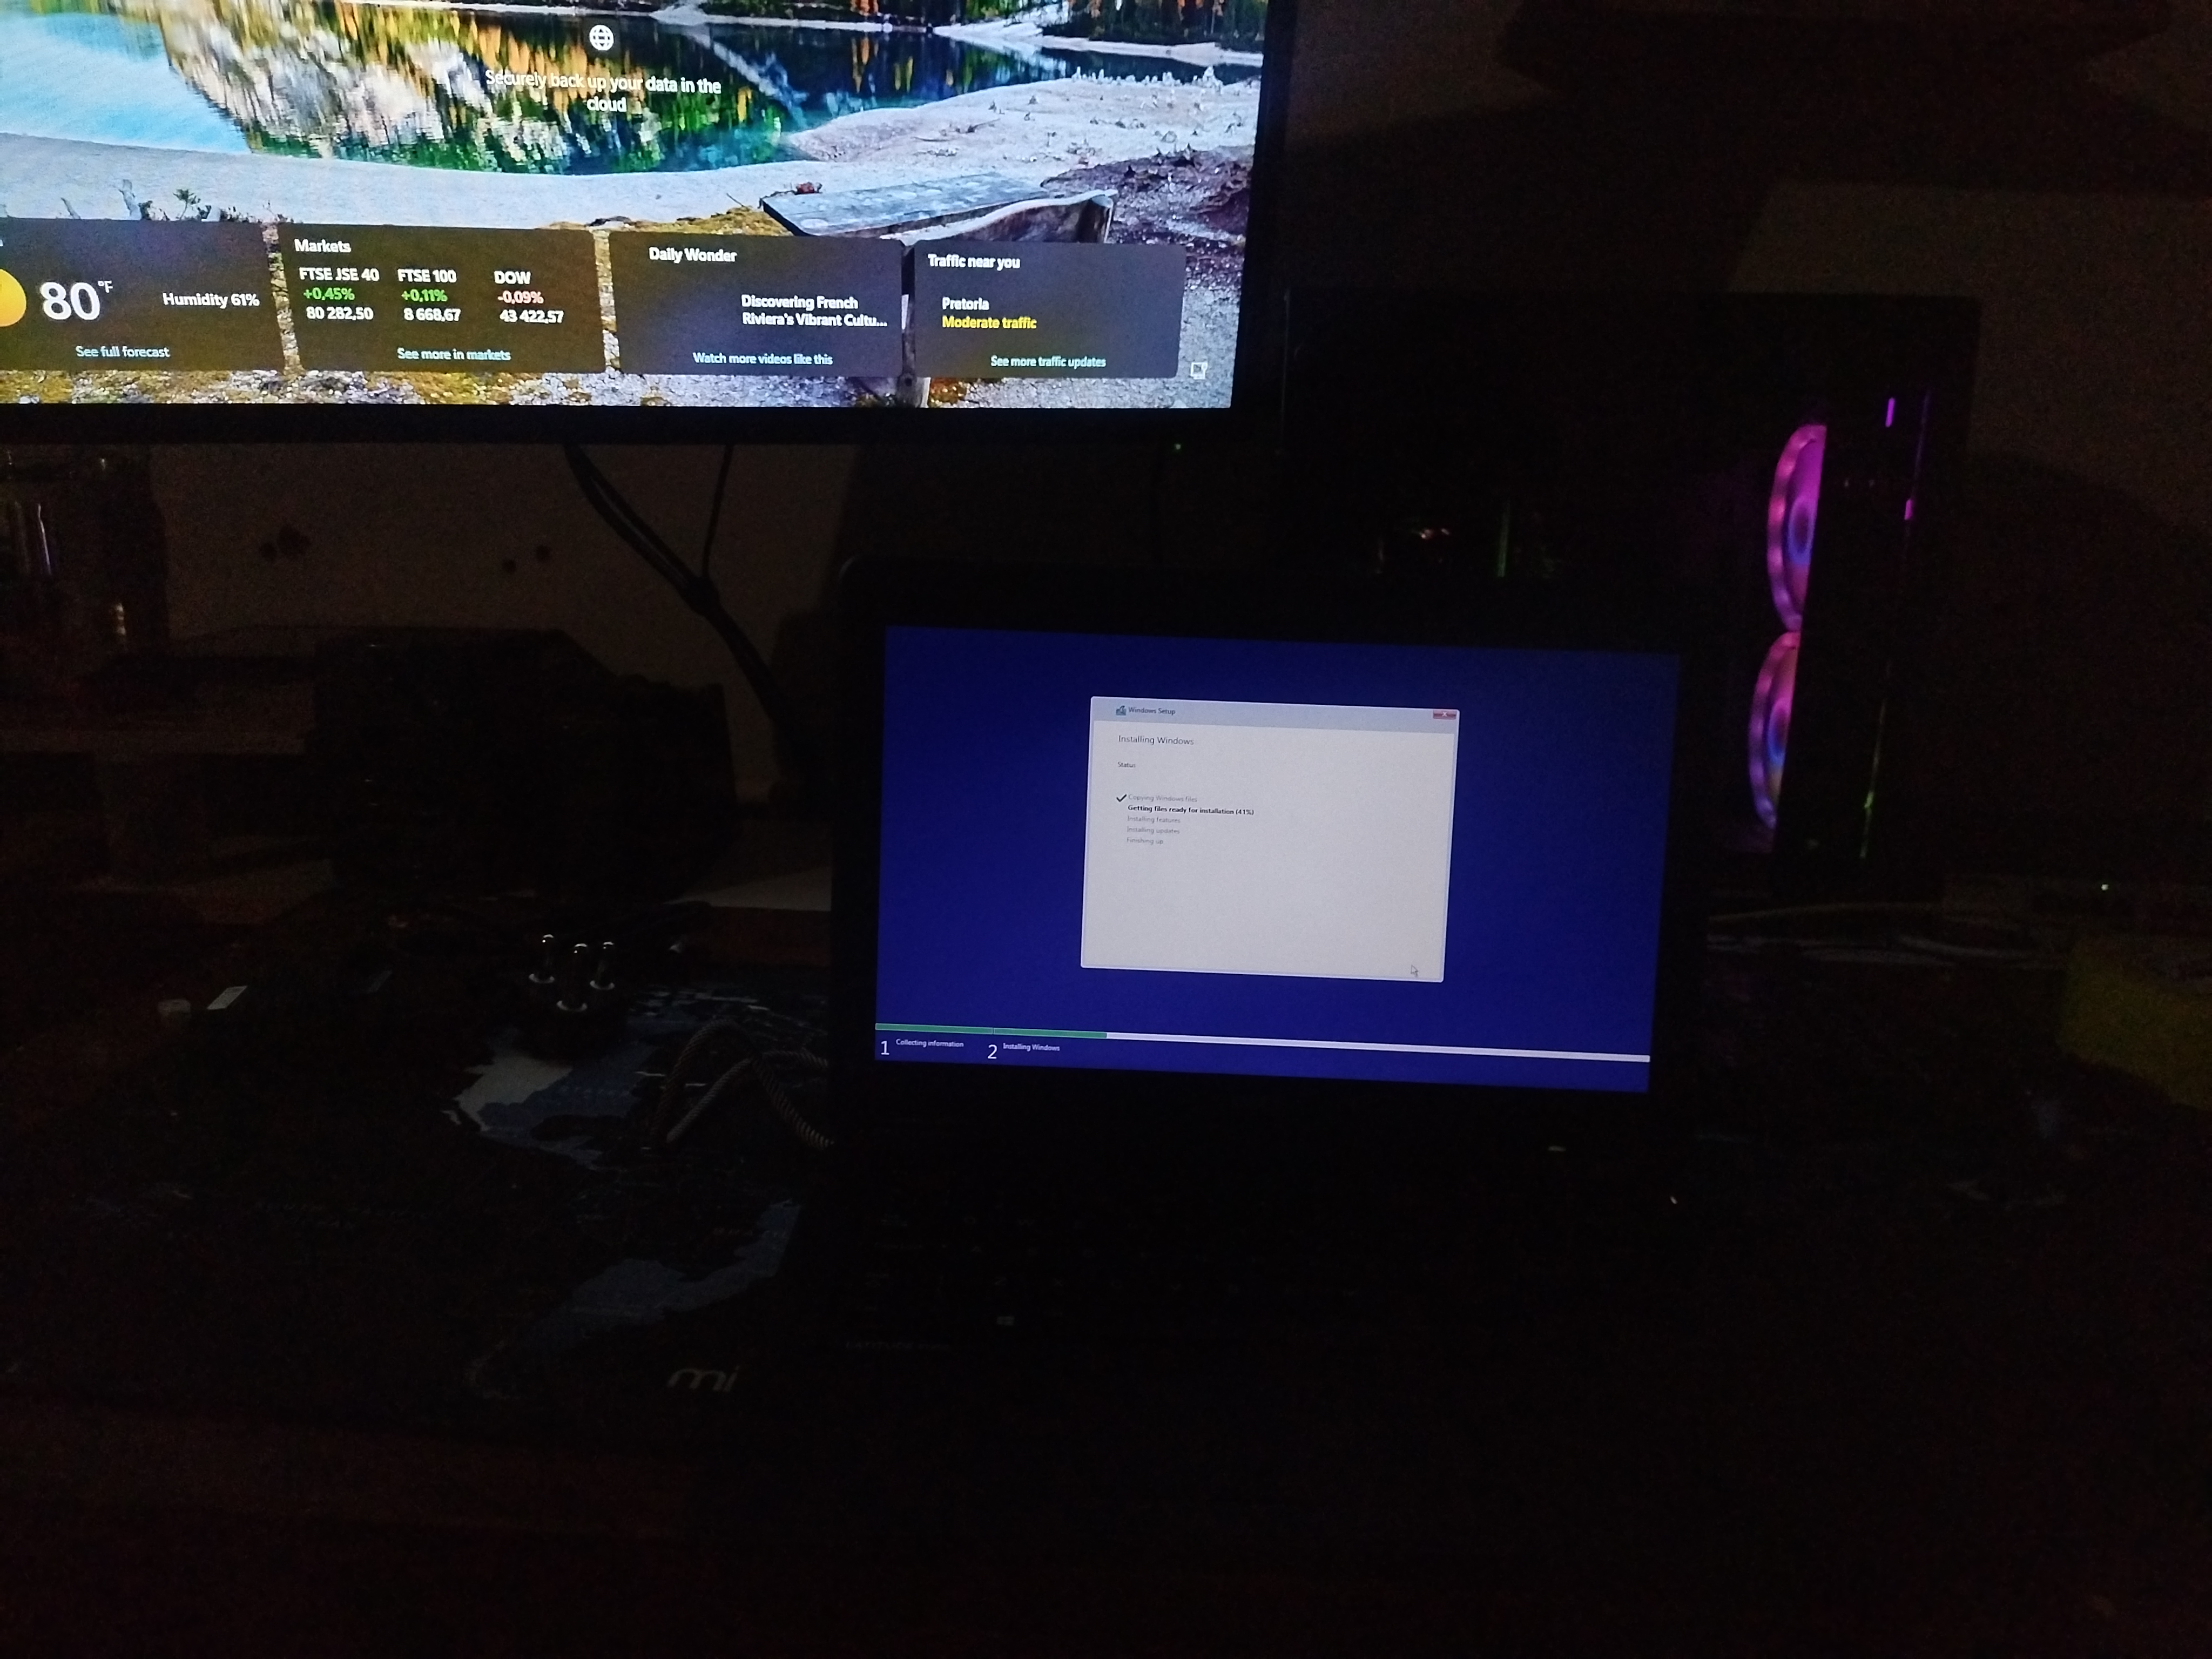 Securely back up your data in the
cloud
80 °F
Humidity 61%
See full forecast
Markets
FTSE JSE 40 FTSE 100 DOW
+0,45% +0,11% -0,09%
80 282,50 8 668,67 43 422,57
See more in markets
Daily Wonder
Discovering French
Riviera's Vibrant Cultu...
Watch more videos like this
Traffic near you
Pretoria
Moderate traffic
See more traffic updates
Windows Setup
Installing Windows
Status
Copying Windows files
Getting files ready for installation (41%)
Installing features
Installing updates
Finishing up
1 Collecting information
2 Installing Windows
mi